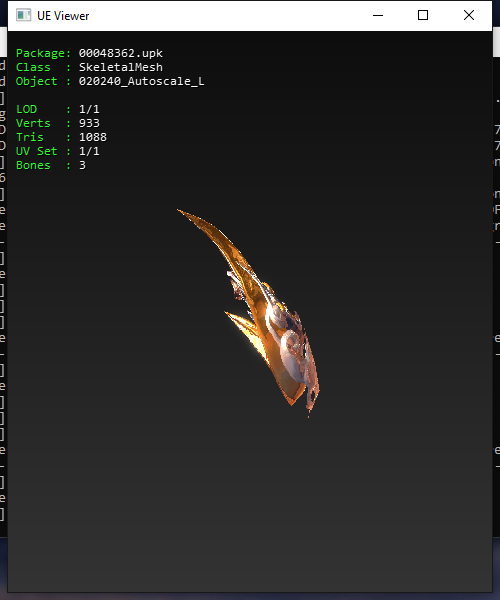 UE Viewer
Package: 00048362.upk
Class : SkeletalMesh
Object : 020240_Autoscale_L
LOD : 1/1
Verts : 933
Tris : 1088
UV Set : 1/1
Bones : 3